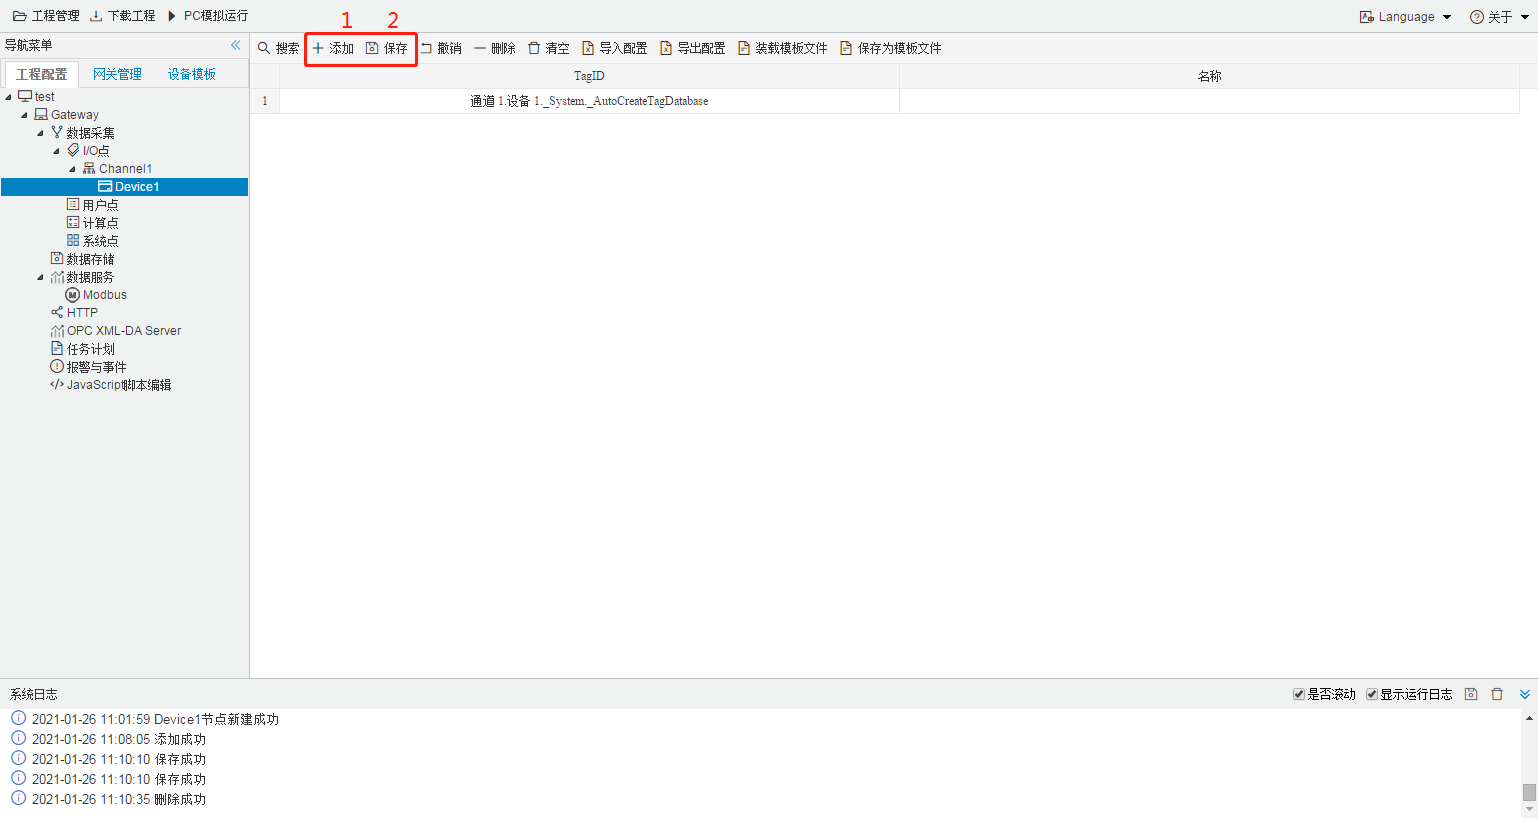 工程管理 下载工程 PC模拟运行 1 2 Language 关于
导航菜单
搜索 添加 保存 撤销 删除 清空 导入配置 导出配置 装载模板文件 保存为模板文件
工程配置 网关管理 设备模板
TagID 名称
1 通道 1.设备 1._System._AutoCreateTagDatabase
test
Gateway
数据采集
I/O点
Channel1
Device1
用户点
计算点
系统点
数据存储
数据服务
Modbus
HTTP
OPC XML-DA Server
任务计划
报警与事件
JavaScript脚本编辑
系统日志 是否滚动 显示运行日志
2021-01-26 11:01:59 Device1节点新建成功
2021-01-26 11:08:05 添加成功
2021-01-26 11:10:10 保存成功
2021-01-26 11:10:10 保存成功
2021-01-26 11:10:35 删除成功